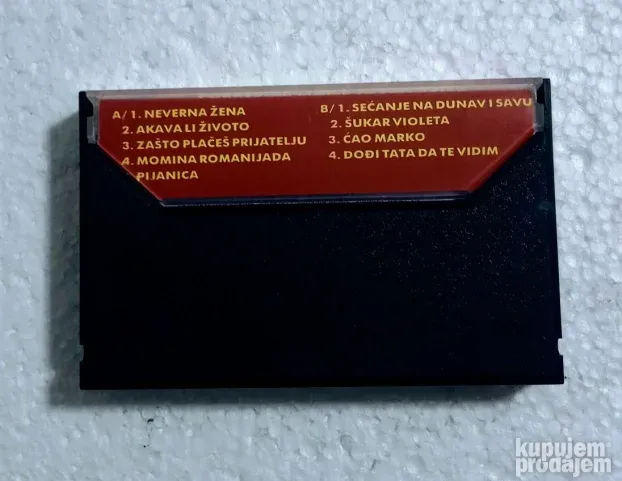 A/ 1. NEVERNA ŽENA
2. AKAVA LI ŽIVOTO
3. ZAŠTO PLAČEŠ PRIJATELJU
4. MOMINA ROMANIJADA
PIJANICA
B/ 1. SEĆANJE NA DUNAV I SAVU
2. ŠUKAR VIOLETA
3. ĆAO MARKO
4. DOĐI TATA DA TE VIDIM
kupujem
prodajem